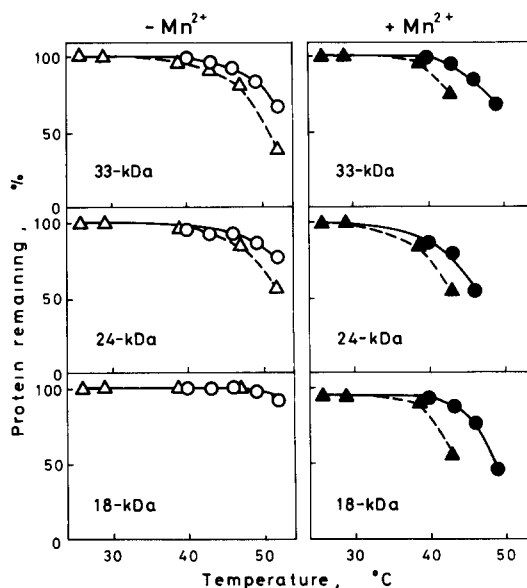 - Mn2+
+ Mn2+
100
50
0
33-kDa
33-kDa
100
50
0
24-kDa
24-kDa
100
50
0
18-kDa
18-kDa
30
40
50
30
40
50
Protein remaining, %
Temperature, °C